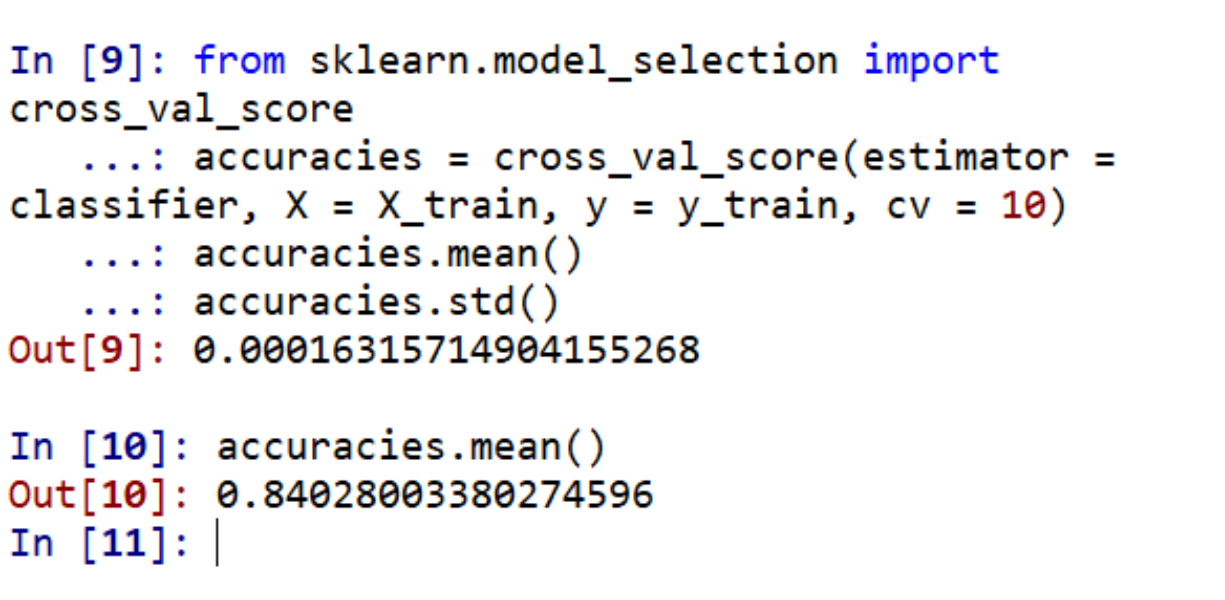 In [9]: from sklearn.model_selection import
cross_val_score
...: accuracies = cross_val_score(estimator =
classifier, X = X_train, y = y_train, cv = 10)
...: accuracies.mean()
...: accuracies.std()
Out[9]: 0.00016315714904155268
In [10]: accuracies.mean()
Out[10]: 0.84028003380274596
In [11]: